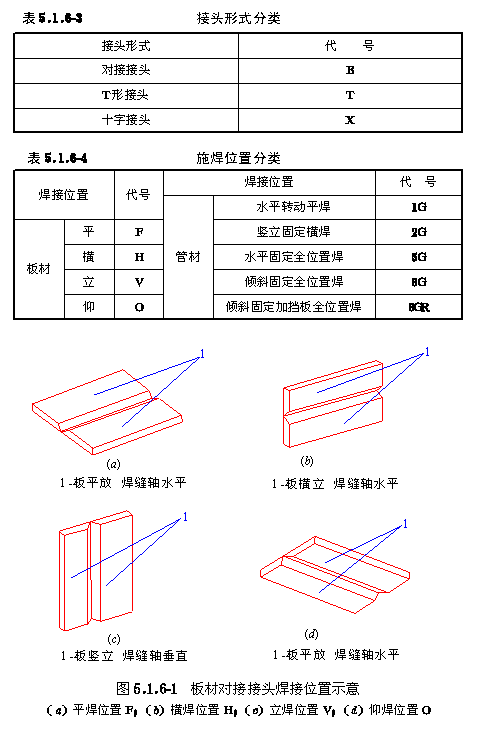 表5.1.6-3 接头形式分类
接头形式 代 号
对接接头 B
T形接头 T
十字接头 X
表5.1.6-4 施焊位置分类
焊接位置 代号 焊接位置 代 号
板材 平 F 管材 水平转动平焊 1G
竖立固定横焊 2G
横 H 水平固定全位置焊 5G
立 V 倾斜固定全位置焊 6G
仰 O 倾斜固定加挡板全位置焊 6GR
1
1
(a)
(b)
1-板平放 焊缝轴水平
1-板横立 焊缝轴水平
1
1
(c)
(d)
1-板竖立 焊缝轴垂直
1-板平放 焊缝轴水平
图5.1.6-1 板材对接接头焊接位置示意
(a)平焊位置F;(b)横焊位置H;(c)立焊位置V;(d)仰焊位置O